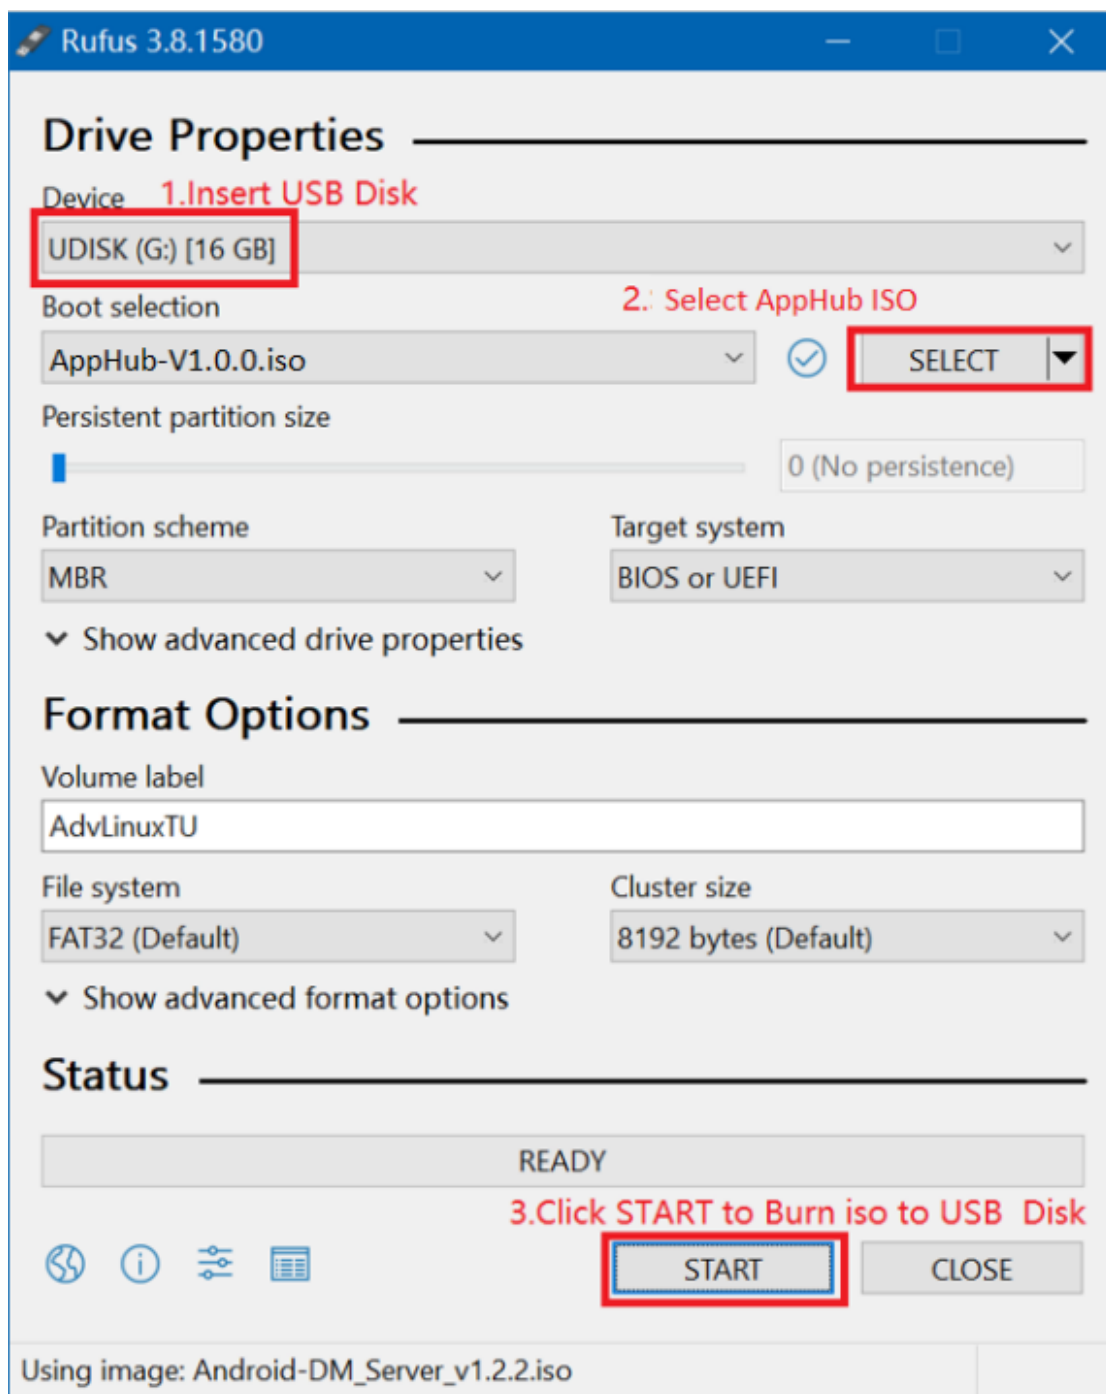 Rufus 3.8.1580
Drive Properties
Device 1.Insert USB Disk
UDISK (G:) [16 GB]
Boot selection 2.: Select AppHub ISO
AppHub-V1.0.0.iso SELECT
Persistent partition size
0 (No persistence)
Partition scheme Target system
MBR BIOS or UEFI
Show advanced drive properties
Format Options
Volume label
AdvLinuxTU
File system Cluster size
FAT32 (Default) 8192 bytes (Default)
Show advanced format options
Status
READY
3.Click START to Burn iso to USB Disk
START CLOSE
Using image: Android-DM_Server_v1.2.2.iso